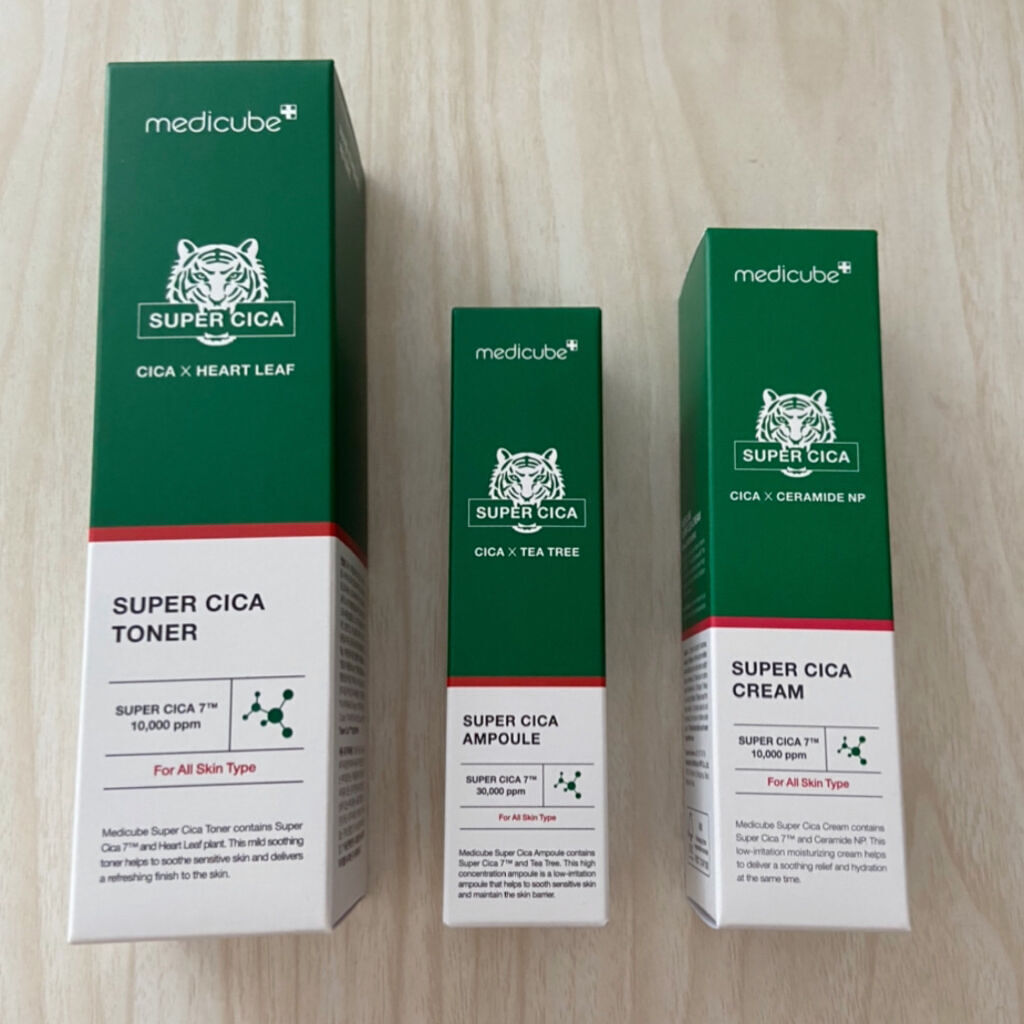 medicube
SUPER CICA
CICA X HEART LEAF
SUPER CICA
TONER
SUPER CICA 7™
10,000 ppm
For All Skin Type
Medicube Super Cica Toner contains Super
Cica 7™ and Heart Leaf plant. This mild soothing
toner helps to soothe sensitive skin and delivers
a refreshing finish to the skin.
medicube
SUPER CICA
CICA X TEA TREE
SUPER CICA
AMPOULE
SUPER CICA 7™
30,000 ppm
For All Skin Type
Medicube Super Cica Ampoule contains
Super Cica 7™ and Tea Tree. This high
concentration ampoule is a low-irritation
ampoule that helps to sooth sensitive skin
and maintain the skin barrier.
medicube
SUPER CICA
CICA X CERAMIDE NP
SUPER CICA
CREAM
SUPER CICA 7™
10,000 ppm
For All Skin Type
Medicube Super Cica Cream contains
Super Cica 7™ and Ceramide NP. This
low-irritation moisturizing cream helps
to deliver a soothing relief and hydration
at the same time.